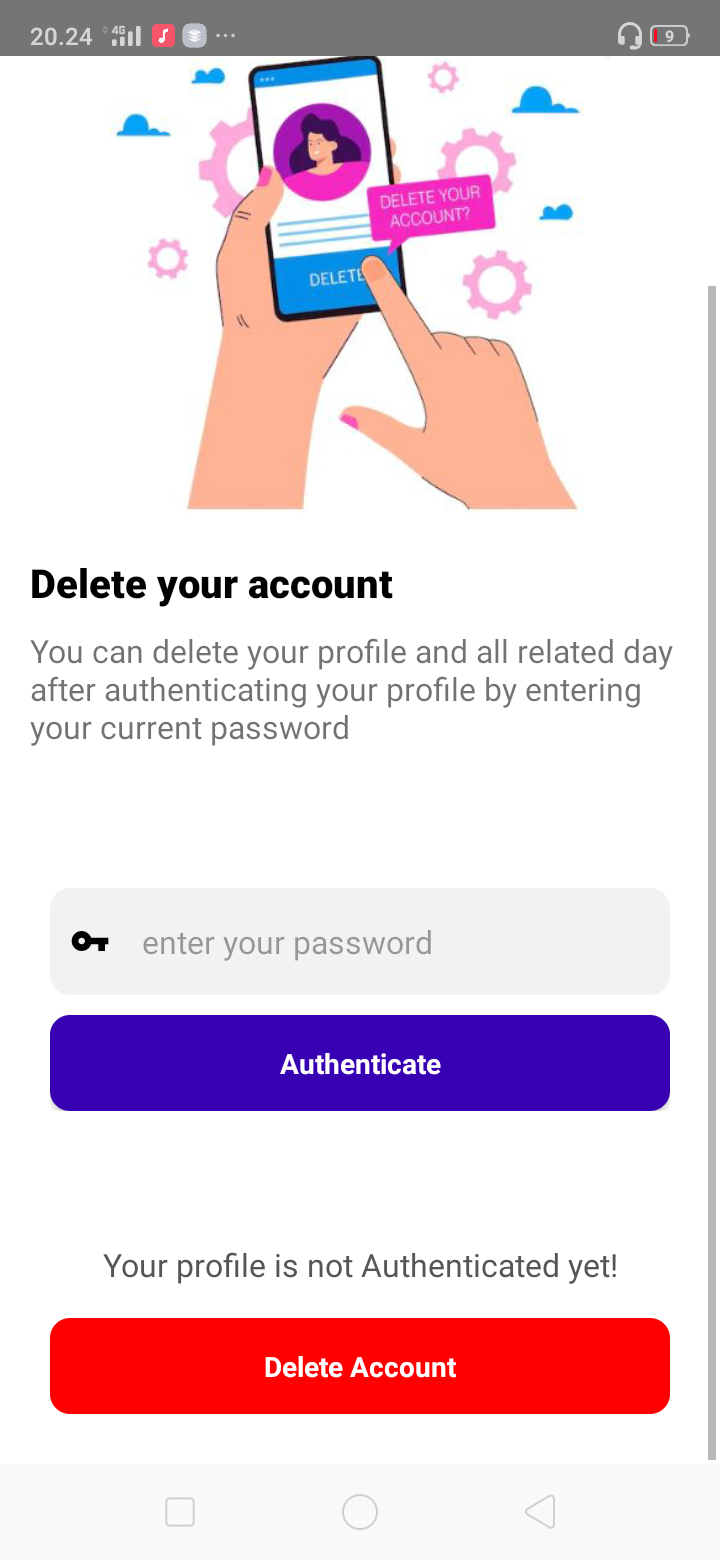 20.24 4G 9
DELETE YOUR
ACCOUNT?
DELETE
Delete your account
You can delete your profile and all related day
after authenticating your profile by entering
your current password
enter your password
Authenticate
Your profile is not Authenticated yet!
Delete Account